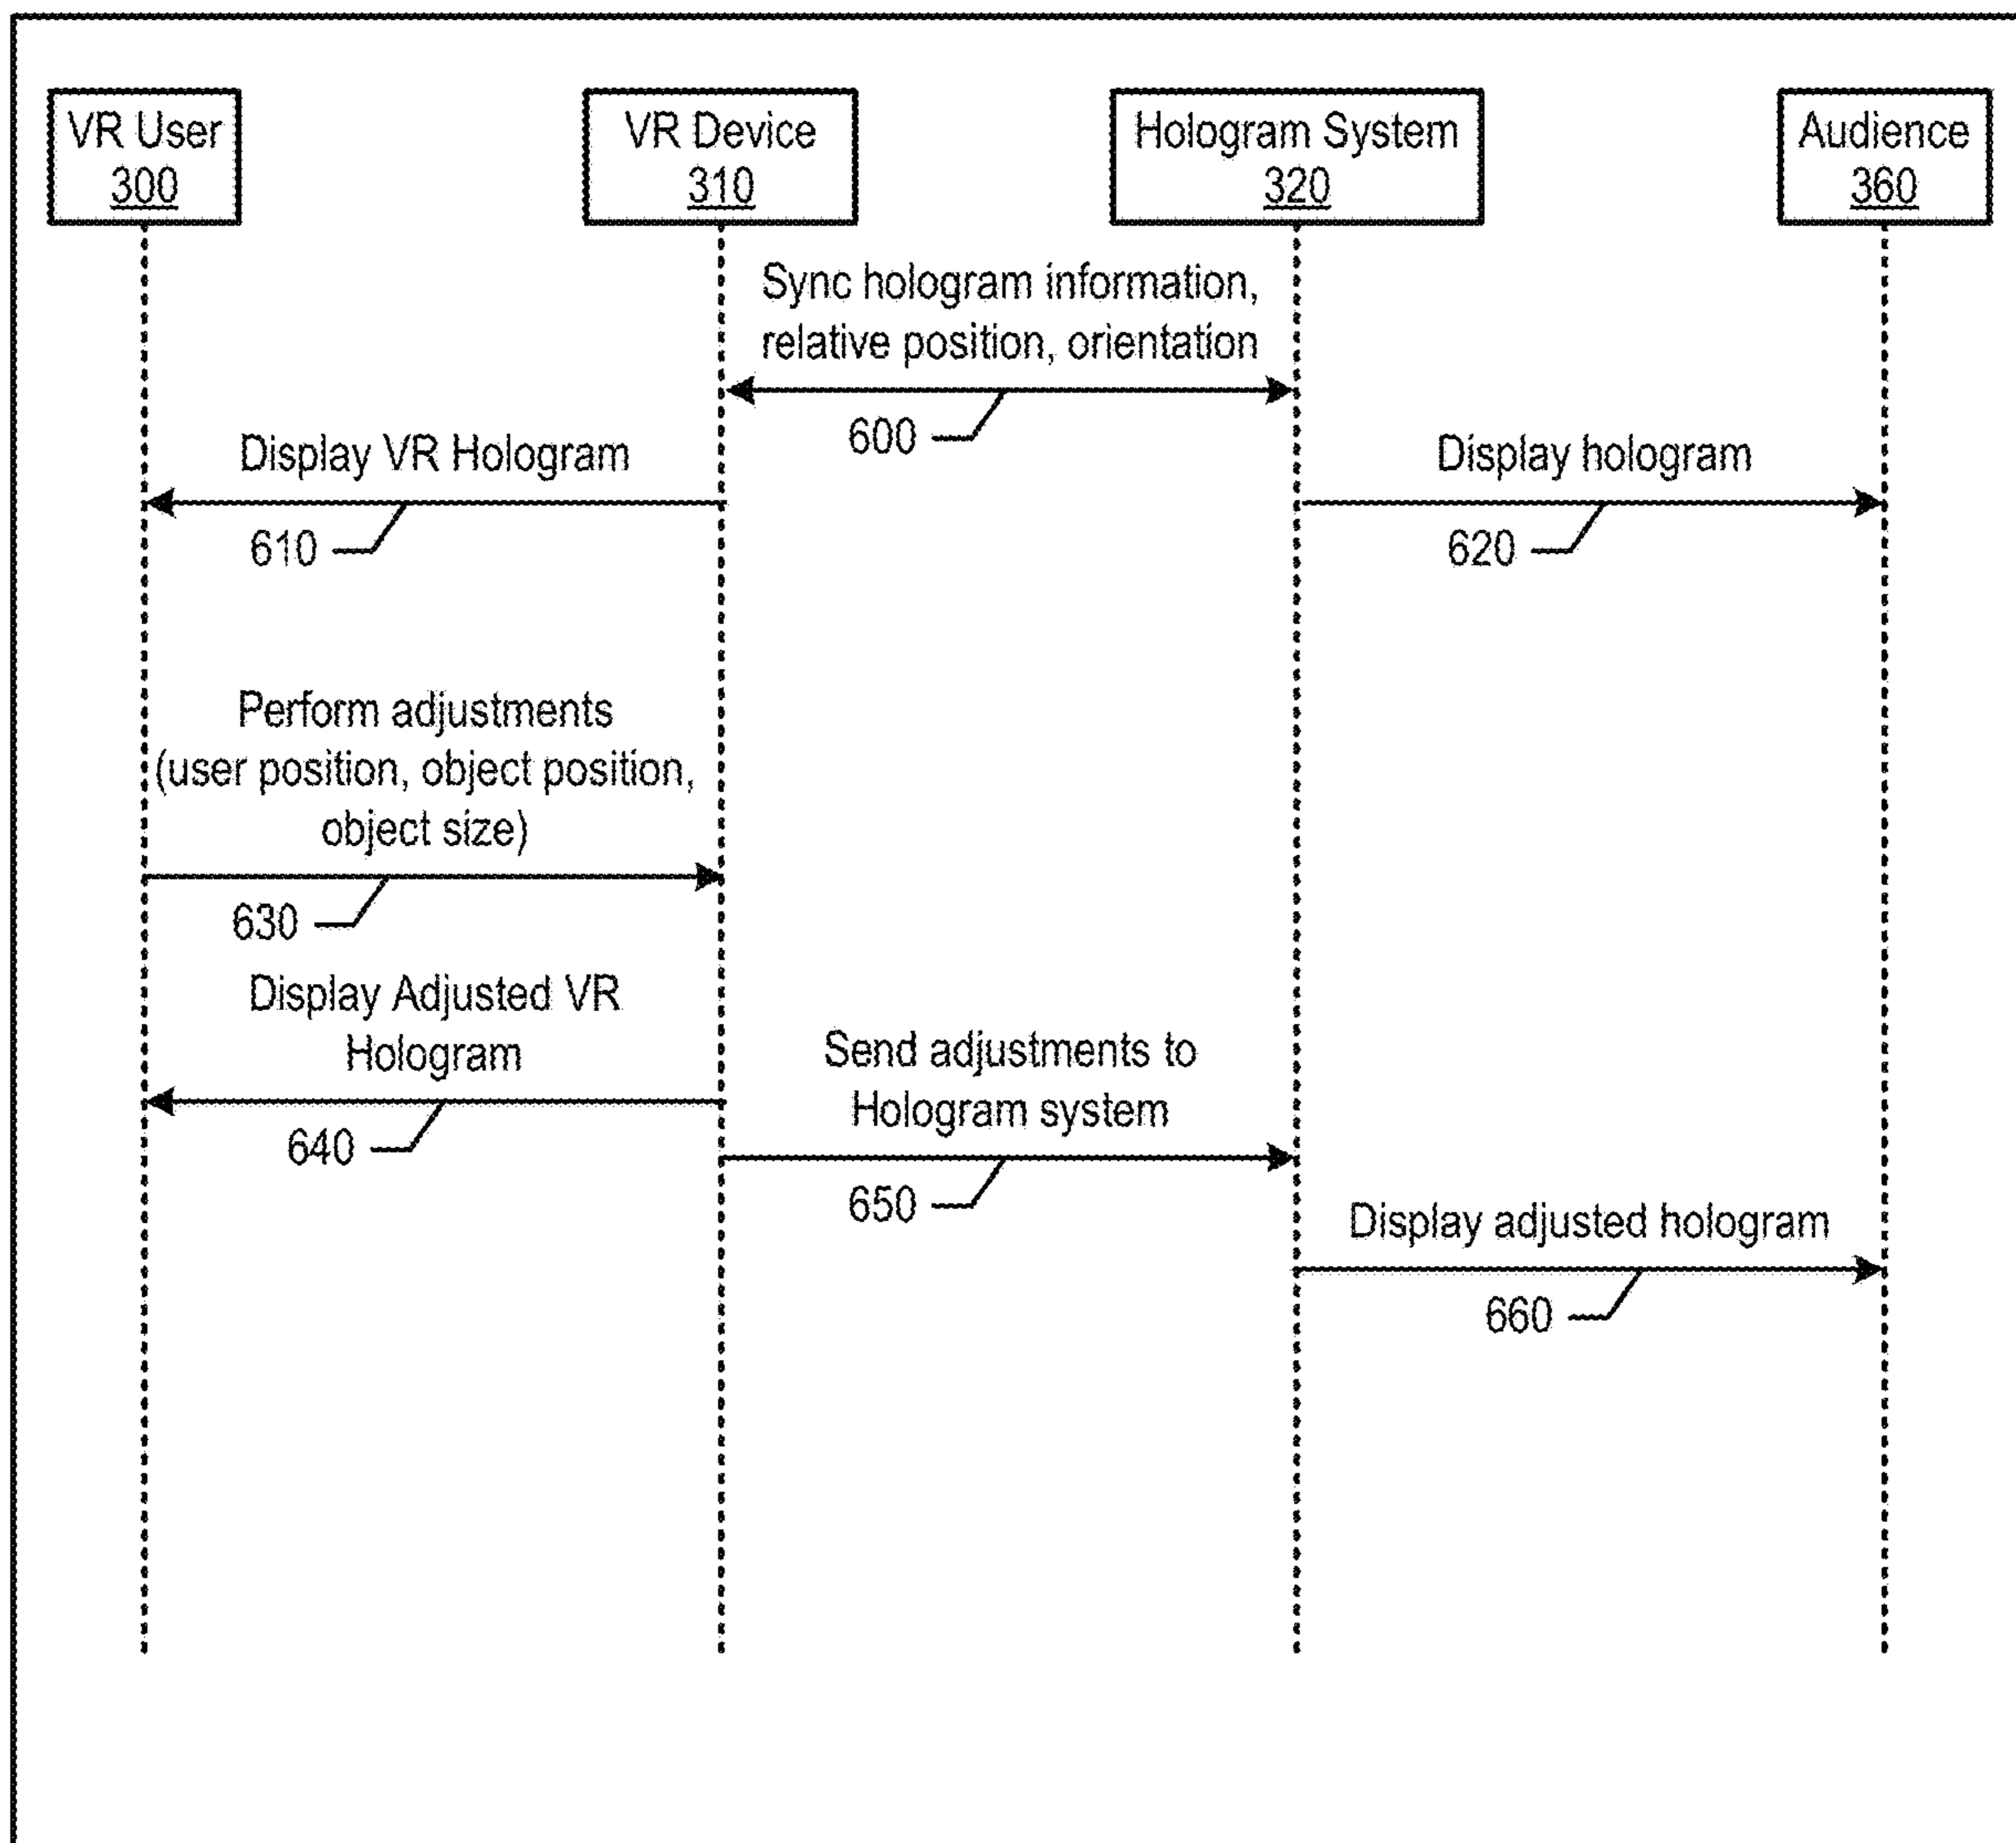 VR User
300
VR Device
310
Hologram System
320
Audience
360
Sync hologram information,
relative position, orientation
600
Display VR Hologram
610
Display hologram
620
Perform adjustments
(user position, object position,
object size)
630
Display Adjusted VR
Hologram
640
Send adjustments to
Hologram system
650
Display adjusted hologram
660